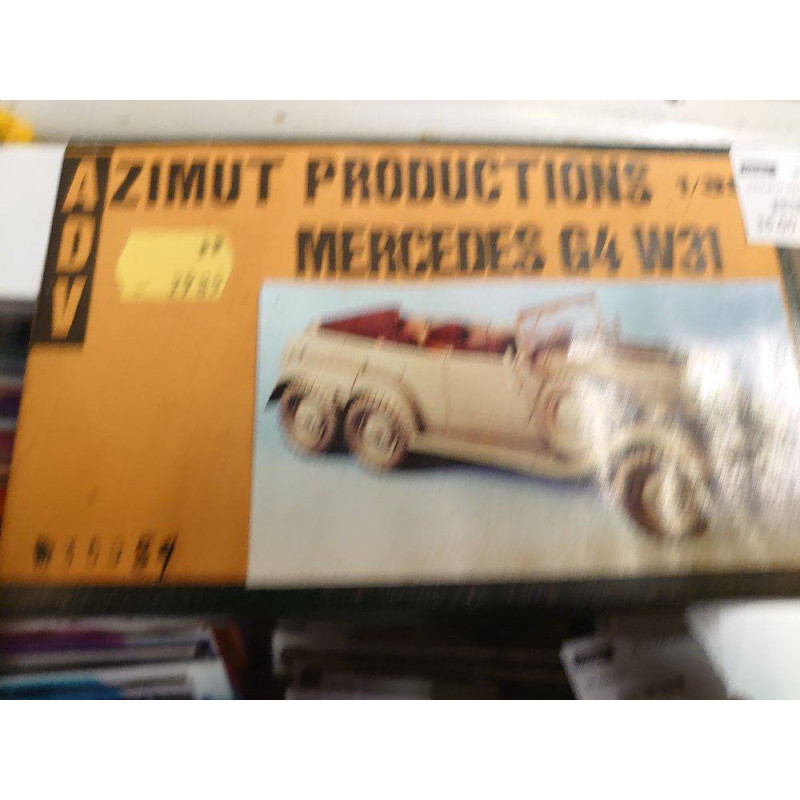 AZIMUT PRODUCTIONS
ADV
MERCEDES G4 W31